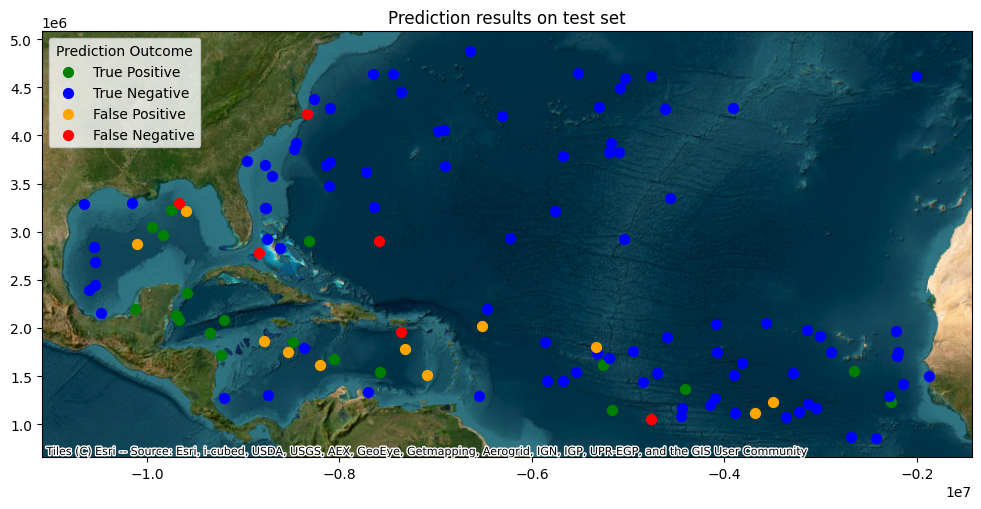 Prediction results on test set
1e6
5.0
4.5
4.0
3.5
3.0
2.5
2.0
1.5
1.0
Prediction Outcome
True Positive
True Negative
False Positive
False Negative
Tiles (C) Esri -- Source: Esri, i-cubed, USDA, USGS, AEX, GeoEye, Getmapping, Aerogrid, IGN, IGP, UPR-EGP, and the GIS User Community
−1.0 −0.8 −0.6 −0.4 −0.2
1e7